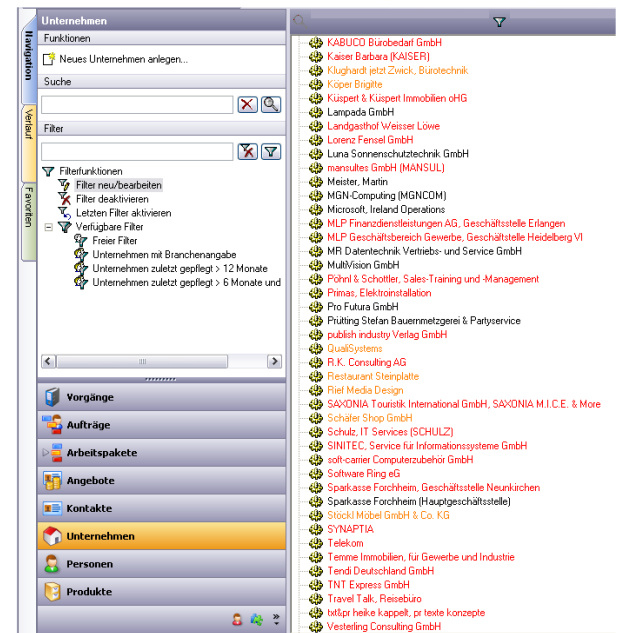 Navigation
Verlauf
Favoriten
Unternehmen
Funktionen
Neues Unternehmen anlegen...
Suche
Filter
Filterfunktionen
Filter neu/bearbeiten
Filter deaktivieren
Letzten Filter aktivieren
Verfügbare Filter
Freier Filter
Unternehmen mit Branchenangabe
Unternehmen zuletzt gepflegt > 12 Monate
Unternehmen zuletzt gepflegt > 6 Monate und
Vorgänge
Aufträge
Arbeitspakete
Angebote
Kontakte
Unternehmen
Personen
Produkte
KABUCO Bürobedarf GmbH
Kaiser Barbara (KAISER)
Klughardt jetzt Zwick, Bürotechnik
Köper Brigitte
Küspert & Küspert Immobilien oHG
Lampada GmbH
Landgasthof Weisser Löwe
Lorenz Fensel GmbH
Luna Sonnenschutztechnik GmbH
mansultes GmbH (MANSUL)
Meister, Martin
MGN-Computing (MGNCOM)
Microsoft, Ireland Operations
MLP Finanzdienstleistungen AG, Geschäftsstelle Erlangen
MLP Geschäftsbereich Gewerbe, Geschäftstelle Heidelberg VI
MR Datentechnik Vertriebs- und Service GmbH
MultiVision GmbH
Pöhnl & Schottler, Sales-Training und -Management
Primas, Elektroinstallation
Pro Futura GmbH
Prütting Stefan Bauernmetzgerei & Partyservice
publish industry Verlag GmbH
QualiSystems
R.K. Consulting AG
Restaurant Steinplatte
Rief Media Design
SAXONIA Touristik International GmbH, SAXONIA M.I.C.E. & More
Schäfer Shop GmbH
Schulz, IT Services (SCHULZ)
SINITEC, Service für Informationssysteme GmbH
soft-carrier Computerzubehör GmbH
Software Ring eG
Sparkasse Forchheim, Geschäftsstelle Neunkirchen
Sparkasse Forchheim (Hauptgeschäftsstelle)
Stöckl Möbel GmbH & Co. KG
SYNAPTIA
Telekom
Temme Immobilien, für Gewerbe und Industrie
Tendi Deutschland GmbH
TNT Express GmbH
Travel Talk, Reisebüro
txt&pr heike kappelt, pr texte konzepte
Vesterling Consulting GmbH